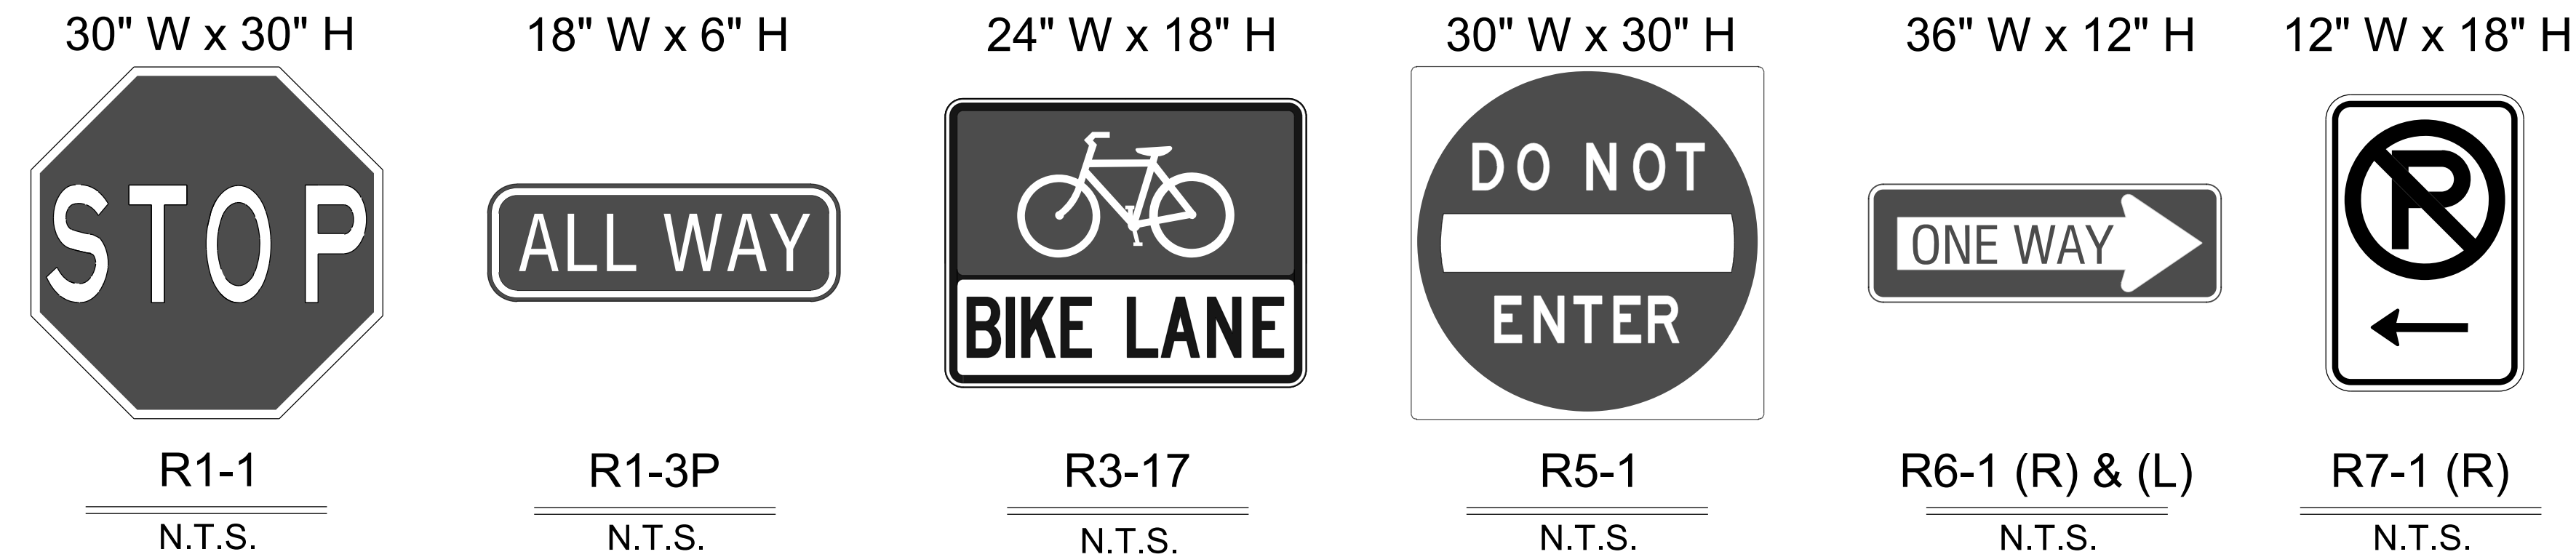 30" W x 30" H
STOP
R1-1
N.T.S.
18" W x 6" H
ALL WAY
R1-3P
N.T.S.
24" W x 18" H
BIKE LANE
R3-17
N.T.S.
30" W x 30" H
DO NOT
ENTER
R5-1
N.T.S.
36" W x 12" H
ONE WAY
R6-1 (R) & (L)
N.T.S.
12" W x 18" H
P
R7-1 (R)
N.T.S.